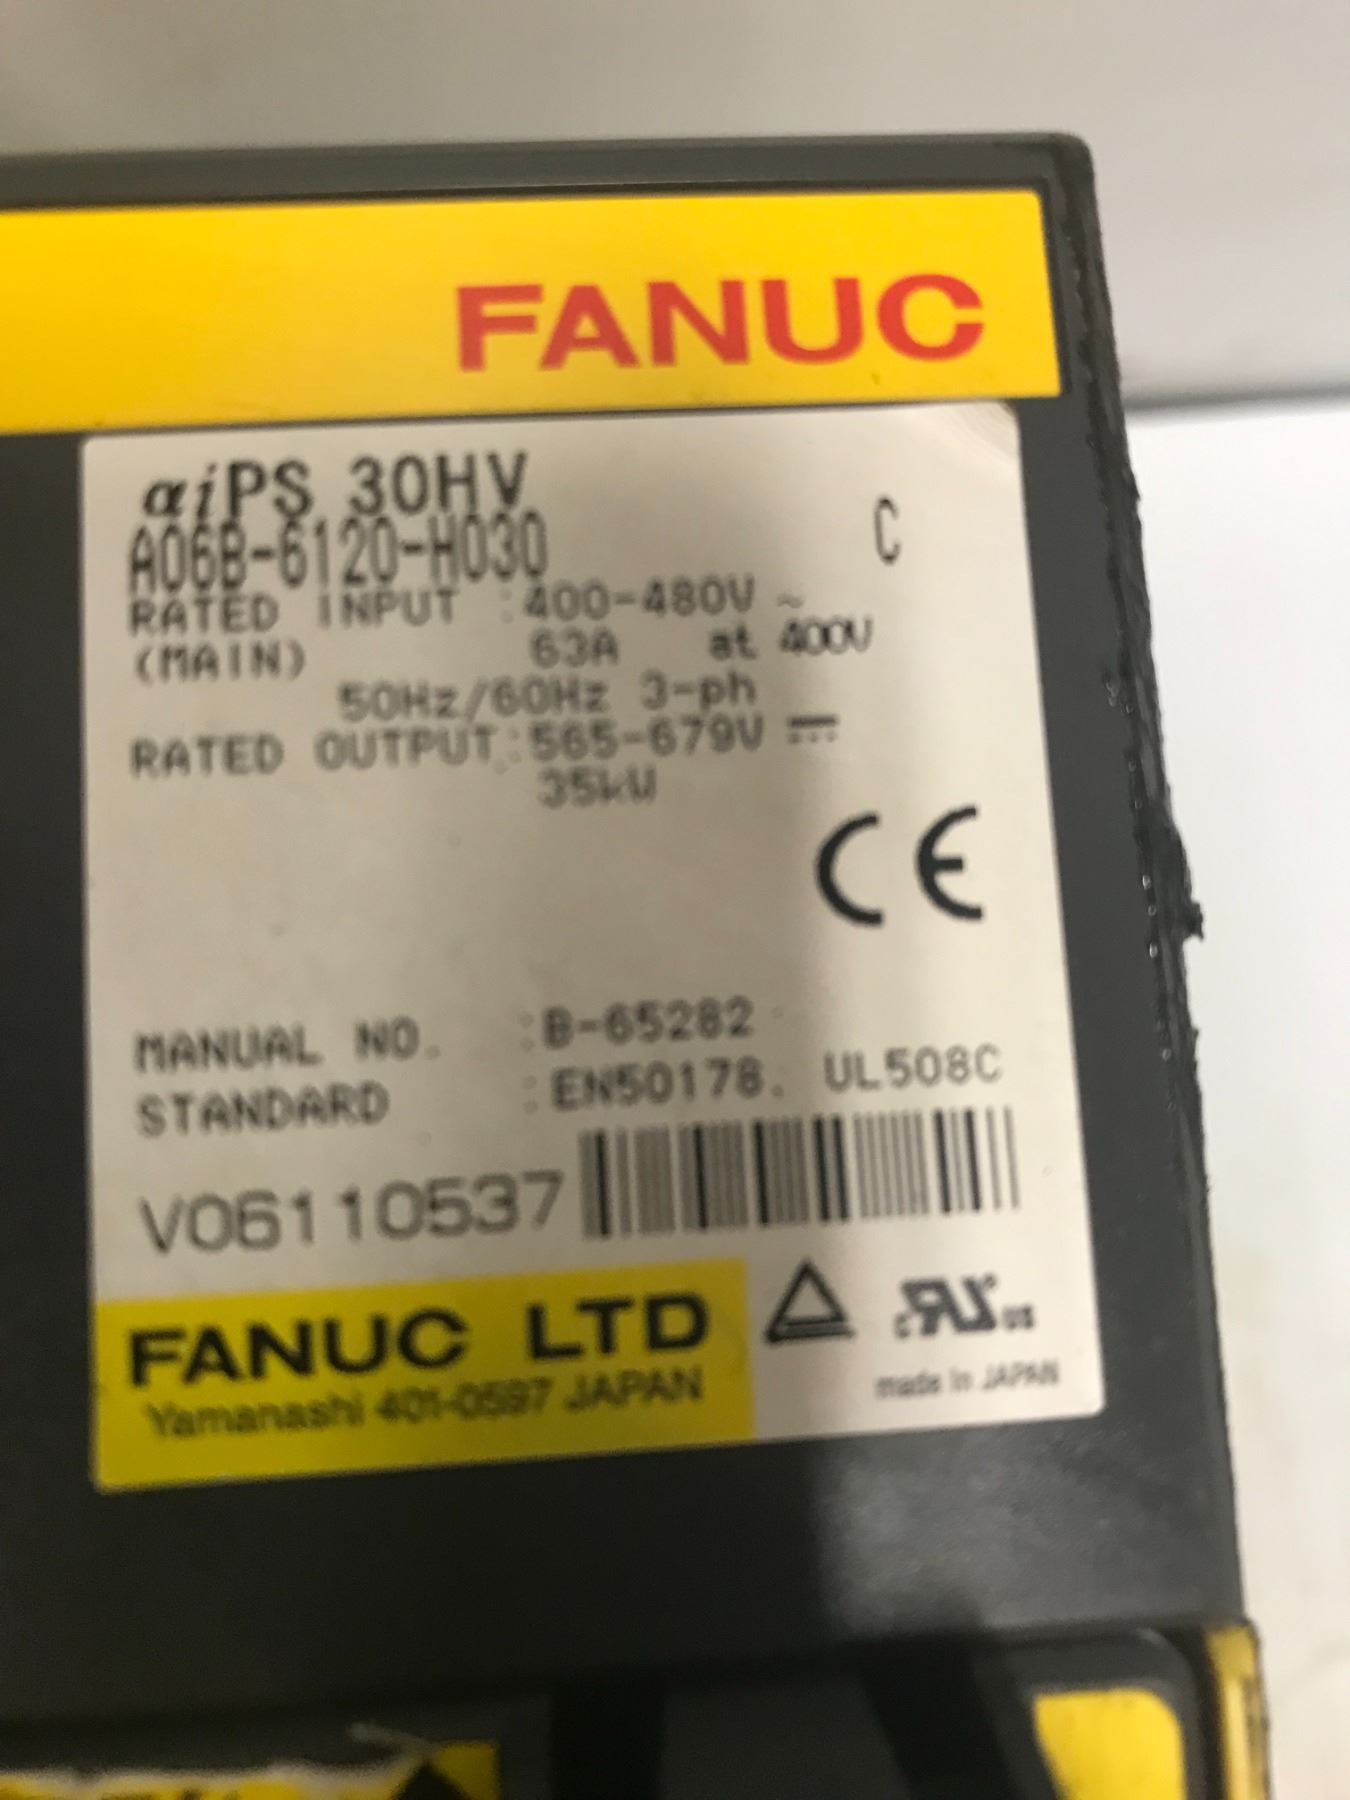 FANUC
αiPS 30HV
A06B-6120-H030 C
RATED INPUT :400-480V ~
(MAIN) 63A at 400V
50Hz/60Hz 3-ph
RATED OUTPUT:565-679V ⎓
35kW
CE
MANUAL NO. :B-65282
STANDARD :EN50178. UL508C
V06110537
FANUC LTD
Yamanashi 401-0597 JAPAN
c RU us
made in JAPAN